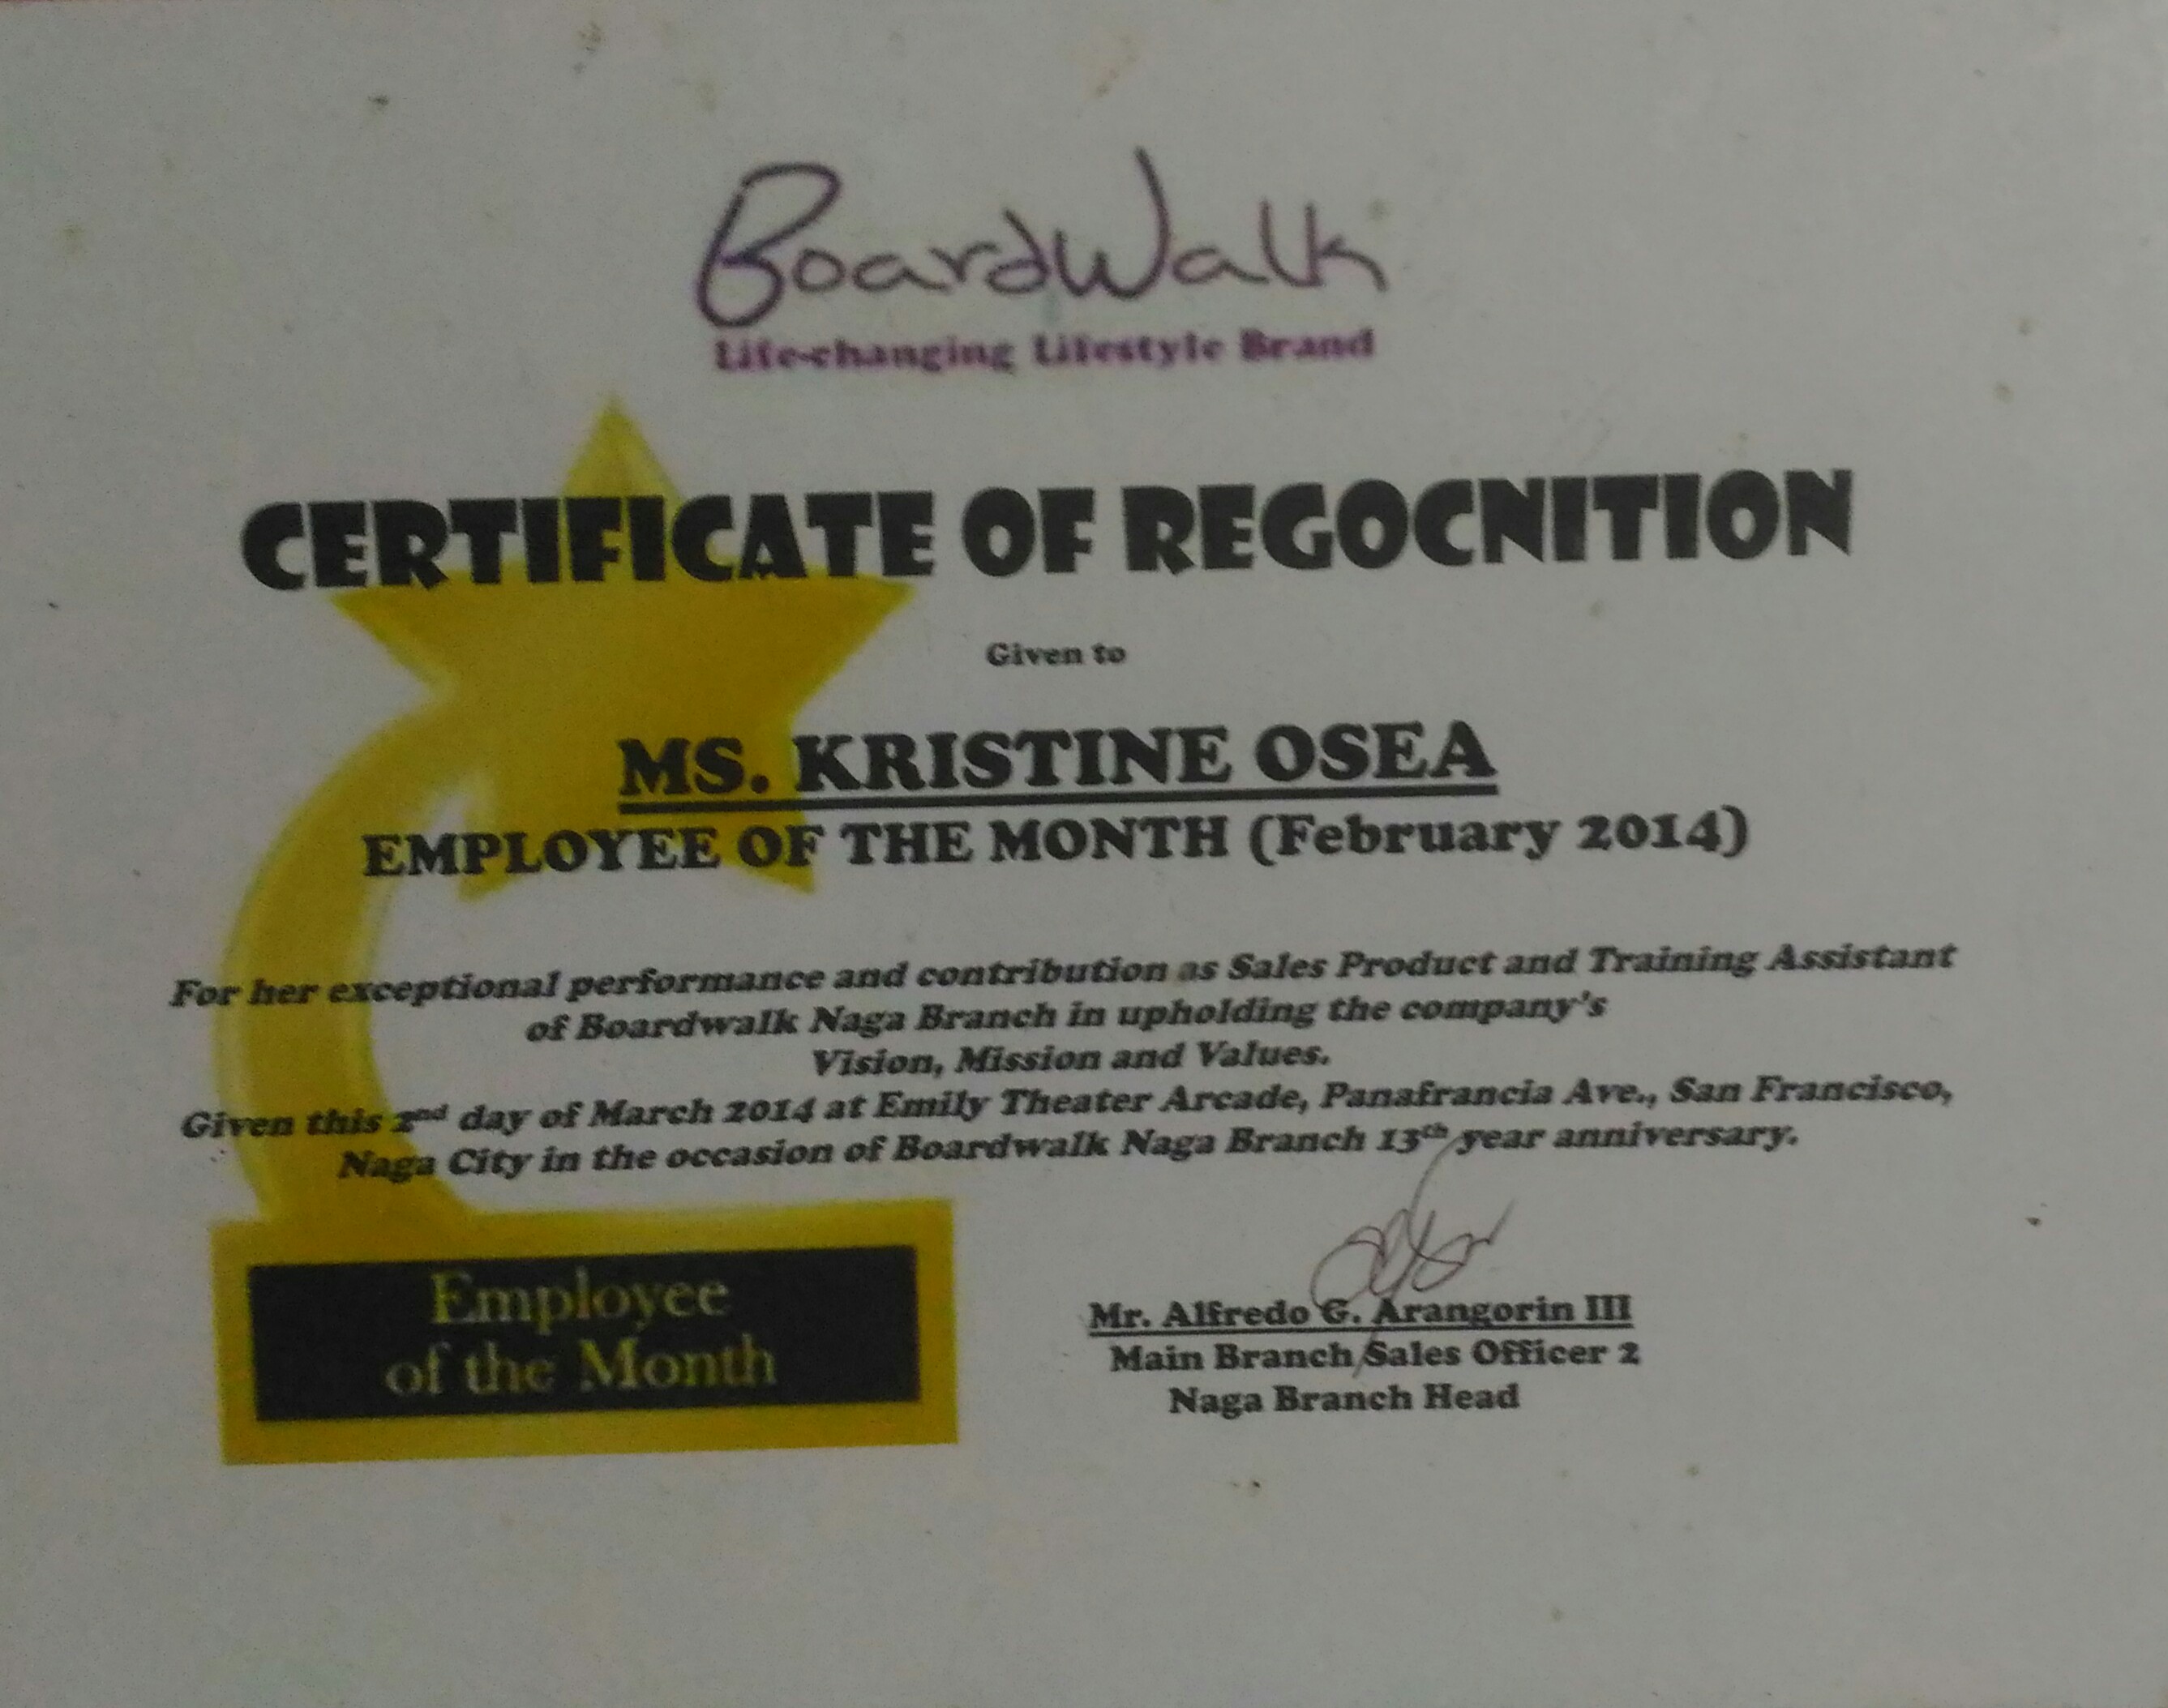 BoardWalk
Life-changing Lifestyle Brand
CERTIFICATE OF REGOCNITION
Given to
MS. KRISTINE OSEA
EMPLOYEE OF THE MONTH (February 2014)
For her exceptional performance and contribution as Sales Product and Training Assistant
of Boardwalk Naga Branch in upholding the company's
Vision, Mission and Values.
Given this 2nd day of March 2014 at Emily Theater Arcade, Panafrancia Ave., San Francisco,
Naga City in the occasion of Boardwalk Naga Branch 13th year anniversary.
Employee
of the Month
Mr. Alfredo G. Arangorin III
Main Branch Sales Officer 2
Naga Branch Head